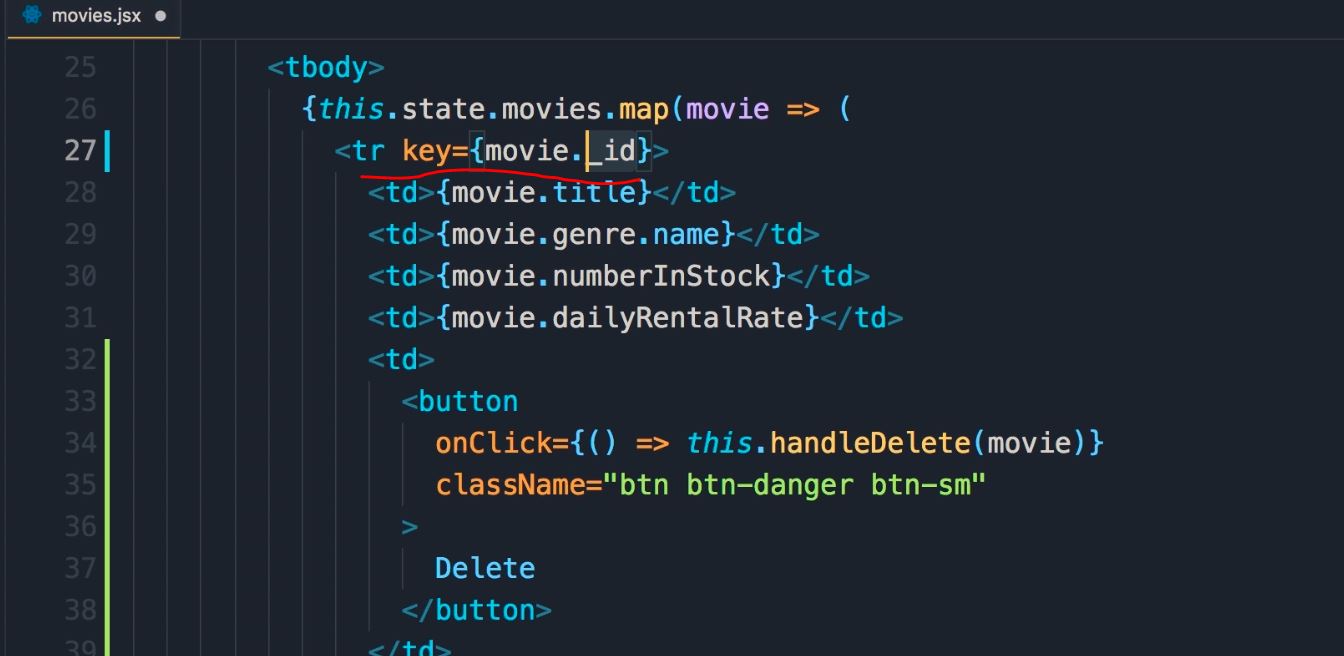 movies.jsx
25 <tbody>
26 {this.state.movies.map(movie => (
27 <tr key={movie._id}>
28 <td>{movie.title}</td>
29 <td>{movie.genre.name}</td>
30 <td>{movie.numberInStock}</td>
31 <td>{movie.dailyRentalRate}</td>
32 <td>
33 <button
34 onClick={() => this.handleDelete(movie)}
35 className="btn btn-danger btn-sm"
36 >
37 Delete
38 </button>
39 </td>